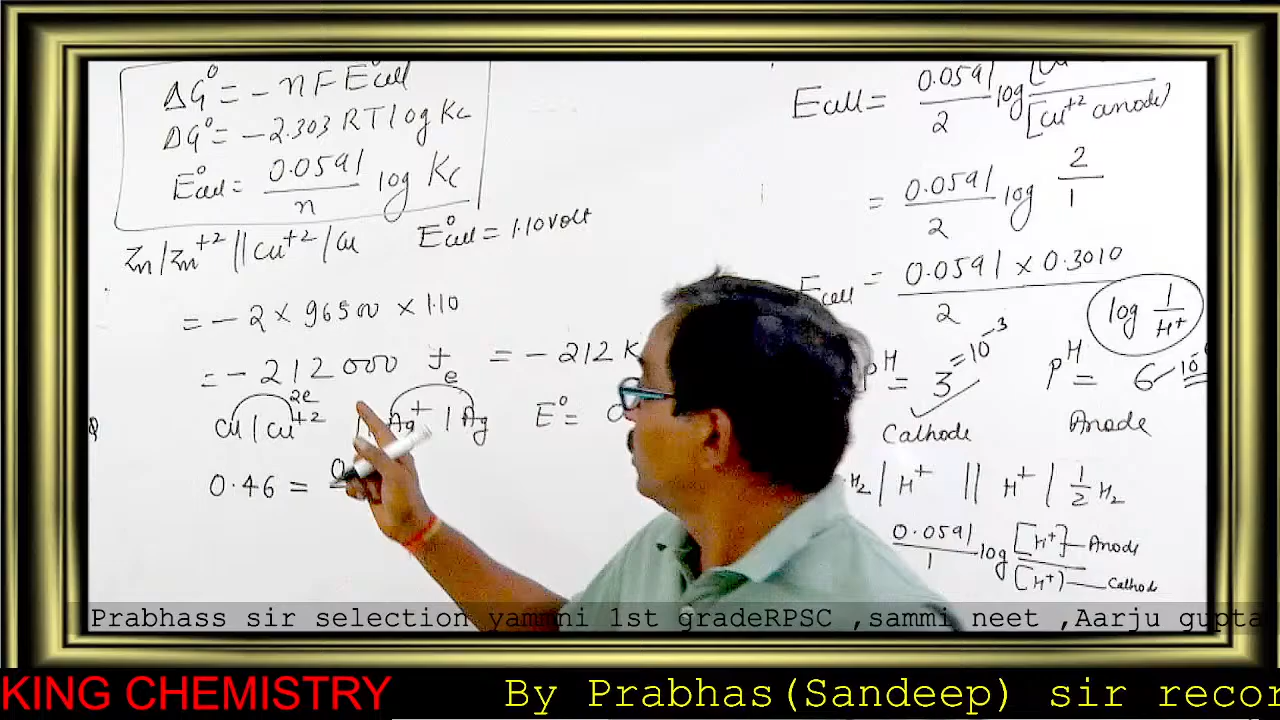 ΔG° = - n F E°cell
ΔG° = - 2.303 RT log Kc
E°cell = 0.0591/n log Kc
Zn/Zn+2 || Cu+2 / Cu E°cell = 1.10 volt
= - 2 × 96500 × 1.10
= - 212000 J = - 212 K
2e e
Q Cu | Cu+2 | Ag+ | Ag E° =
0.46 =
Ecell = 0.0591/2 log / [Cu+2 anode)
= 0.0591/2 log 2/1
Ecell = 0.0591 × 0.3010 / 2
log 1/H+
pH = 3 = 10-3 pH = 6
Cathode Anode
H2 | H+ || H+ | 1/2 H2
0.0591/1 log [H+] Anode / [H+) Cathode
Prabhass sir selection yammni 1st gradeRPSC ,sammi neet ,Aarju gupta
KING CHEMISTRY By Prabhas(Sandeep) sir recor